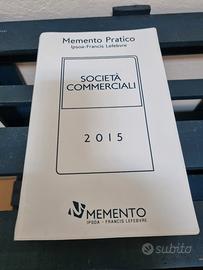 Memento Pratico
Ipsoa-Francis Lefebvre
SOCIETÀ
COMMERCIALI
2015
MEMENTO
IPSOA - FRANCIS LEFEBVRE
subito